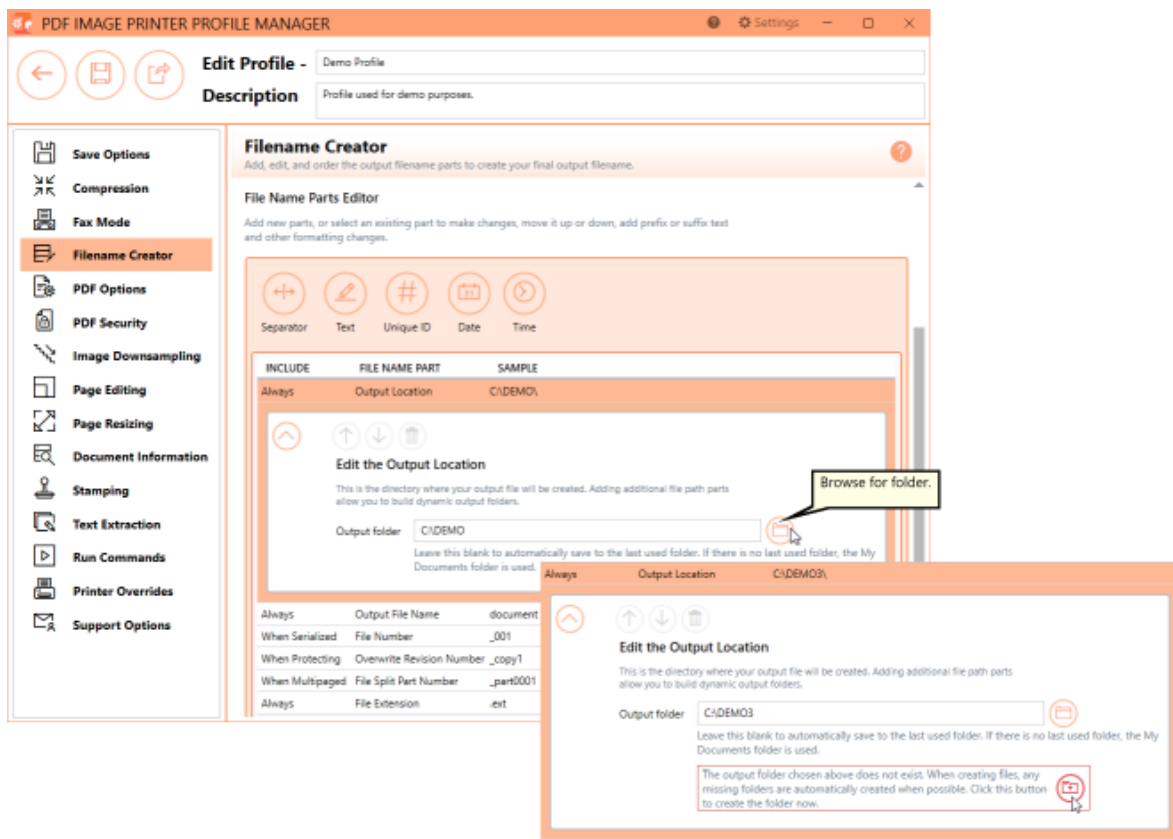 PDF IMAGE PRINTER PROFILE MANAGER
Settings
Edit Profile - Demo Profile
Description Profile used for demo purposes.
Save Options
Compression
Fax Mode
Filename Creator
PDF Options
PDF Security
Image Downsampling
Page Editing
Page Resizing
Document Information
Stamping
Text Extraction
Run Commands
Printer Overrides
Support Options
Filename Creator
Add, edit, and order the output filename parts to create your final output filename.
File Name Parts Editor
Add new parts, or select an existing part to make changes, move it up or down, add prefix or suffix text
and other formatting changes.
Separator Text Unique ID Date Time
INCLUDE FILE NAME PART SAMPLE
Always Output Location C:\DEMO\
Edit the Output Location
This is the directory where your output file will be created. Adding additional file path parts
allow you to build dynamic output folders.
Browse for folder.
Output folder C:\DEMO
Leave this blank to automatically save to the last used folder. If there is no last used folder, the My
Documents folder is used.
Always Output File Name document
When Serialized File Number _001
When Protecting Overwrite Revision Number _copy1
When Multipaged File Split Part Number _part0001
Always File Extension .ext
Always Output Location C:\DEMO3\
Edit the Output Location
This is the directory where your output file will be created. Adding additional file path parts
allow you to build dynamic output folders.
Output folder C:\DEMO3
Leave this blank to automatically save to the last used folder. If there is no last used folder, the My
Documents folder is used.
The output folder chosen above does not exist. When creating files, any
missing folders are automatically created when possible. Click this button
to create the folder now.